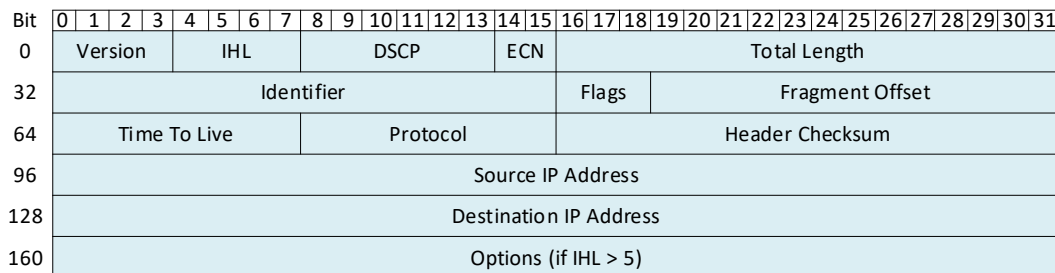 Bit 0 1 2 3 4 5 6 7 8 9 10 11 12 13 14 15 16 17 18 19 20 21 22 23 24 25 26 27 28 29 30 31
0 Version IHL DSCP ECN Total Length
32 Identifier Flags Fragment Offset
64 Time To Live Protocol Header Checksum
96 Source IP Address
128 Destination IP Address
160 Options (if IHL > 5)